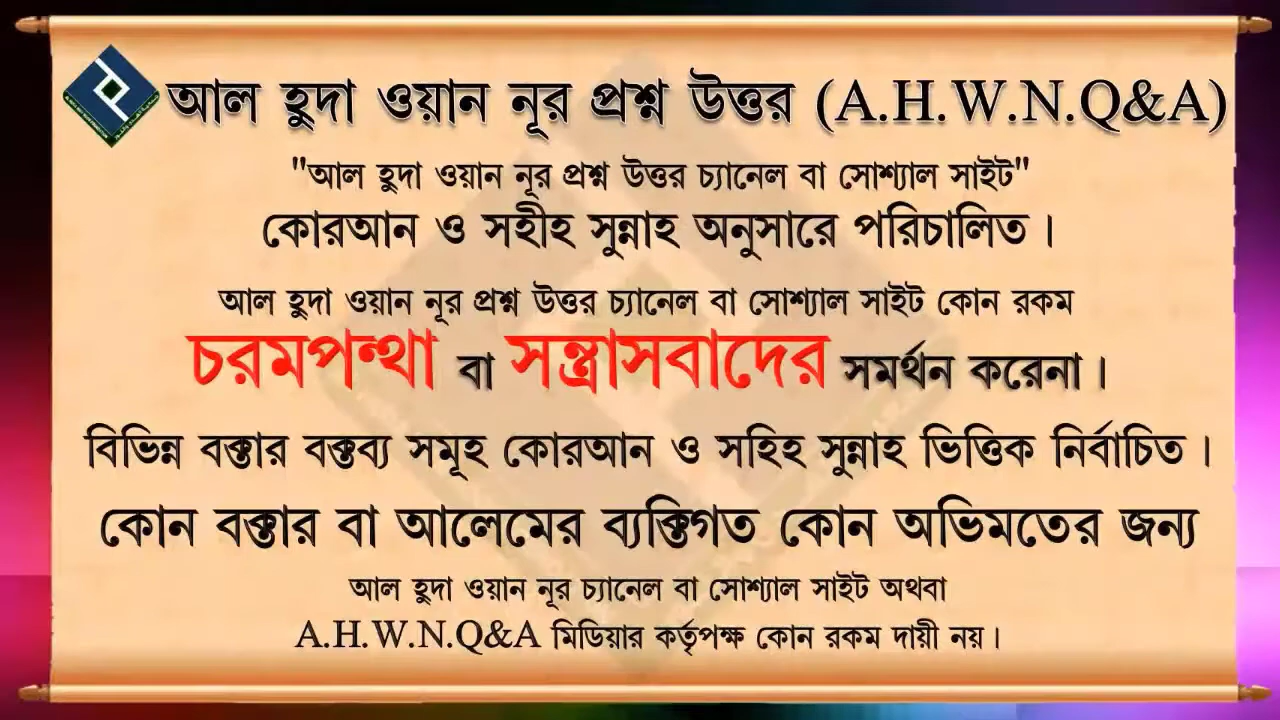 আল হুদা ওয়ান নূর প্রশ্ন উত্তর (A.H.W.N.Q&A)
"আল হুদা ওয়ান নূর প্রশ্ন উত্তর চ্যানেল বা সোশ্যাল সাইট"
কোরআন ও সহীহ সুন্নাহ অনুসারে পরিচালিত।
আল হুদা ওয়ান নূর প্রশ্ন উত্তর চ্যানেল বা সোশ্যাল সাইট কোন রকম
চরমপন্থা বা সন্ত্রাসবাদের সমর্থন করেনা।
বিভিন্ন বক্তার বক্তব্য সমূহ কোরআন ও সহিহ সুন্নাহ ভিত্তিক নির্বাচিত।
কোন বক্তার বা আলেমের ব্যক্তিগত কোন অভিমতের জন্য
আল হুদা ওয়ান নূর চ্যানেল বা সোশ্যাল সাইট অথবা
A.H.W.N.Q&A মিডিয়ার কর্তৃপক্ষ কোন রকম দায়ী নয়।